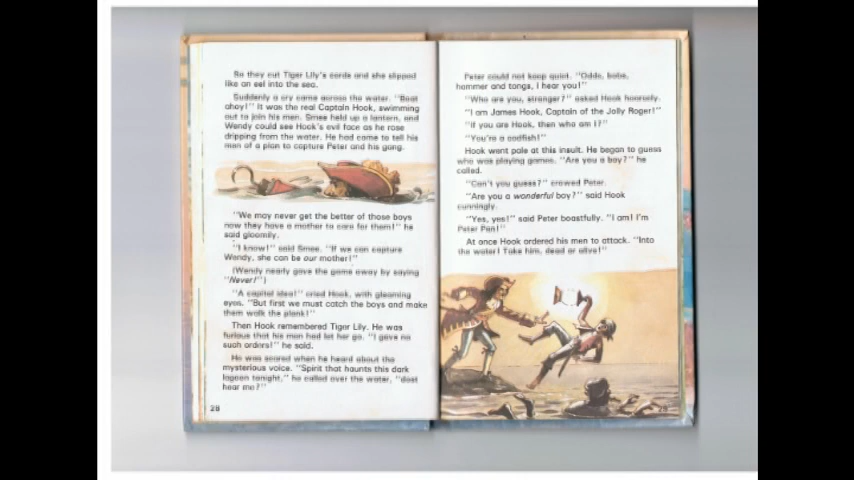 So they cut Tiger Lily's cords and she slipped
like an eel into the sea.
Suddenly a cry came across the water. "Boat
ahoy!" It was the real Captain Hook, swimming
out to join his men. Smee held up a lantern, and
Wendy could see Hook's evil face as he rose
dripping from the water. He had come to tell his
men of a plan to capture Peter and his gang.
"We may never get the better of those boys
now they have a mother to care for them!" he
said gloomily.
"I know!" said Smee. "If we can capture
Wendy, she can be our mother!"
(Wendy nearly gave the game away by saying
"Never!")
"A capital idea!" cried Hook, with gleaming
eyes. "But first we must catch the boys and make
them walk the plank!"
Then Hook remembered Tiger Lily. He was
furious that his men had let her go. "I gave no
such orders!" he said.
He was scared when he heard about the
mysterious voice. "Spirit that haunts this dark
lagoon tonight," he called over the water, "dost
hear me?"
28
Peter could not keep quiet. "Odds, bobs,
hammer and tongs, I hear you!"
"Who are you, stranger?" asked Hook hoarsely.
"I am James Hook, Captain of the Jolly Roger!"
"If you are Hook, then who am I?"
"You're a codfish!"
Hook went pale at this insult. He began to guess
who was playing games. "Are you a boy?" he
called.
"Can't you guess?" crowed Peter.
"Are you a wonderful boy?" said Hook
cunningly.
"Yes, yes!" said Peter boastfully. "I am! I'm
Peter Pan!"
At once Hook ordered his men to attack. "Into
the water! Take him, dead or alive!"